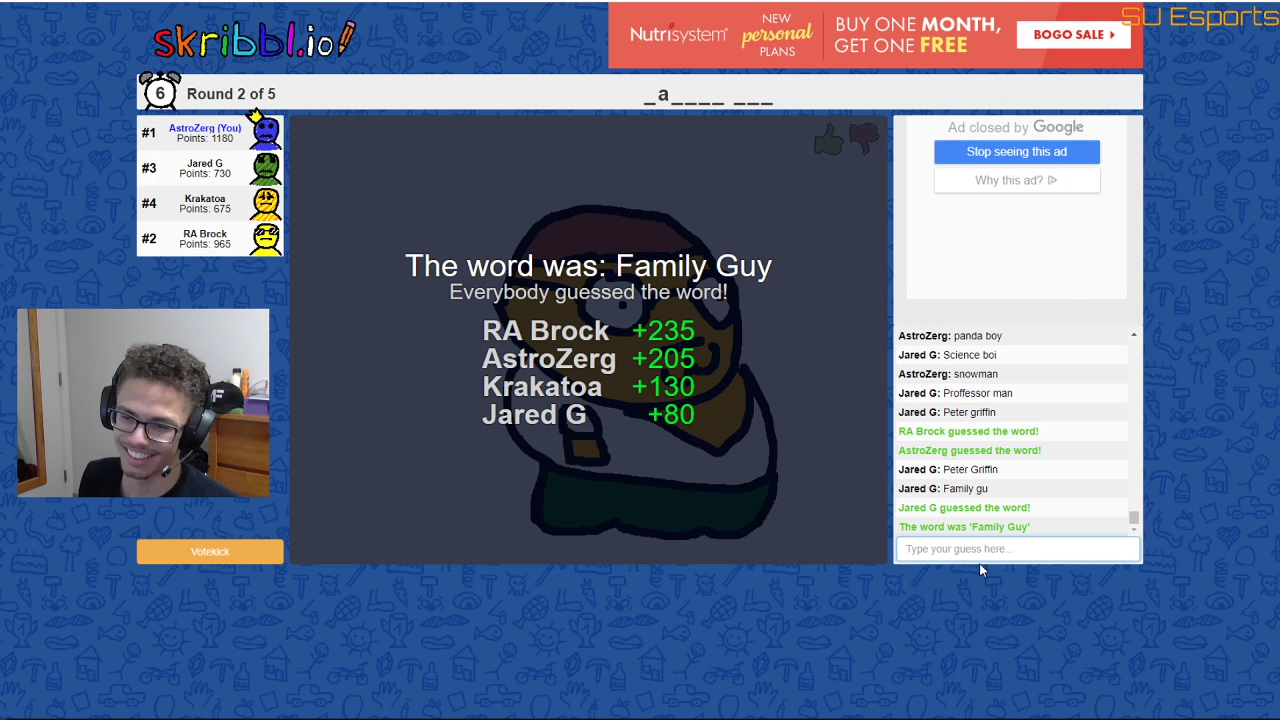 SU Esports
skribbl.io
Nutrisystem
NEW
personal
PLANS
BUY ONE MONTH,
GET ONE FREE
BOGO SALE
6
Round 2 of 5
_a____ ___
#1
AstroZerg (You)
Points: 1180
#3
Jared G
Points: 730
#4
Krakatoa
Points: 675
#2
RA Brock
Points: 965
Votekick
The word was: Family Guy
Everybody guessed the word!
RA Brock +235
AstroZerg +205
Krakatoa +130
Jared G +80
Ad closed by Google
Stop seeing this ad
Why this ad?
AstroZerg: panda boy
Jared G: Science boi
AstroZerg: snowman
Jared G: Proffessor man
Jared G: Peter griffin
RA Brock guessed the word!
AstroZerg guessed the word!
Jared G: Peter Griffin
Jared G: Family gu
Jared G guessed the word!
The word was 'Family Guy'
Type your guess here...